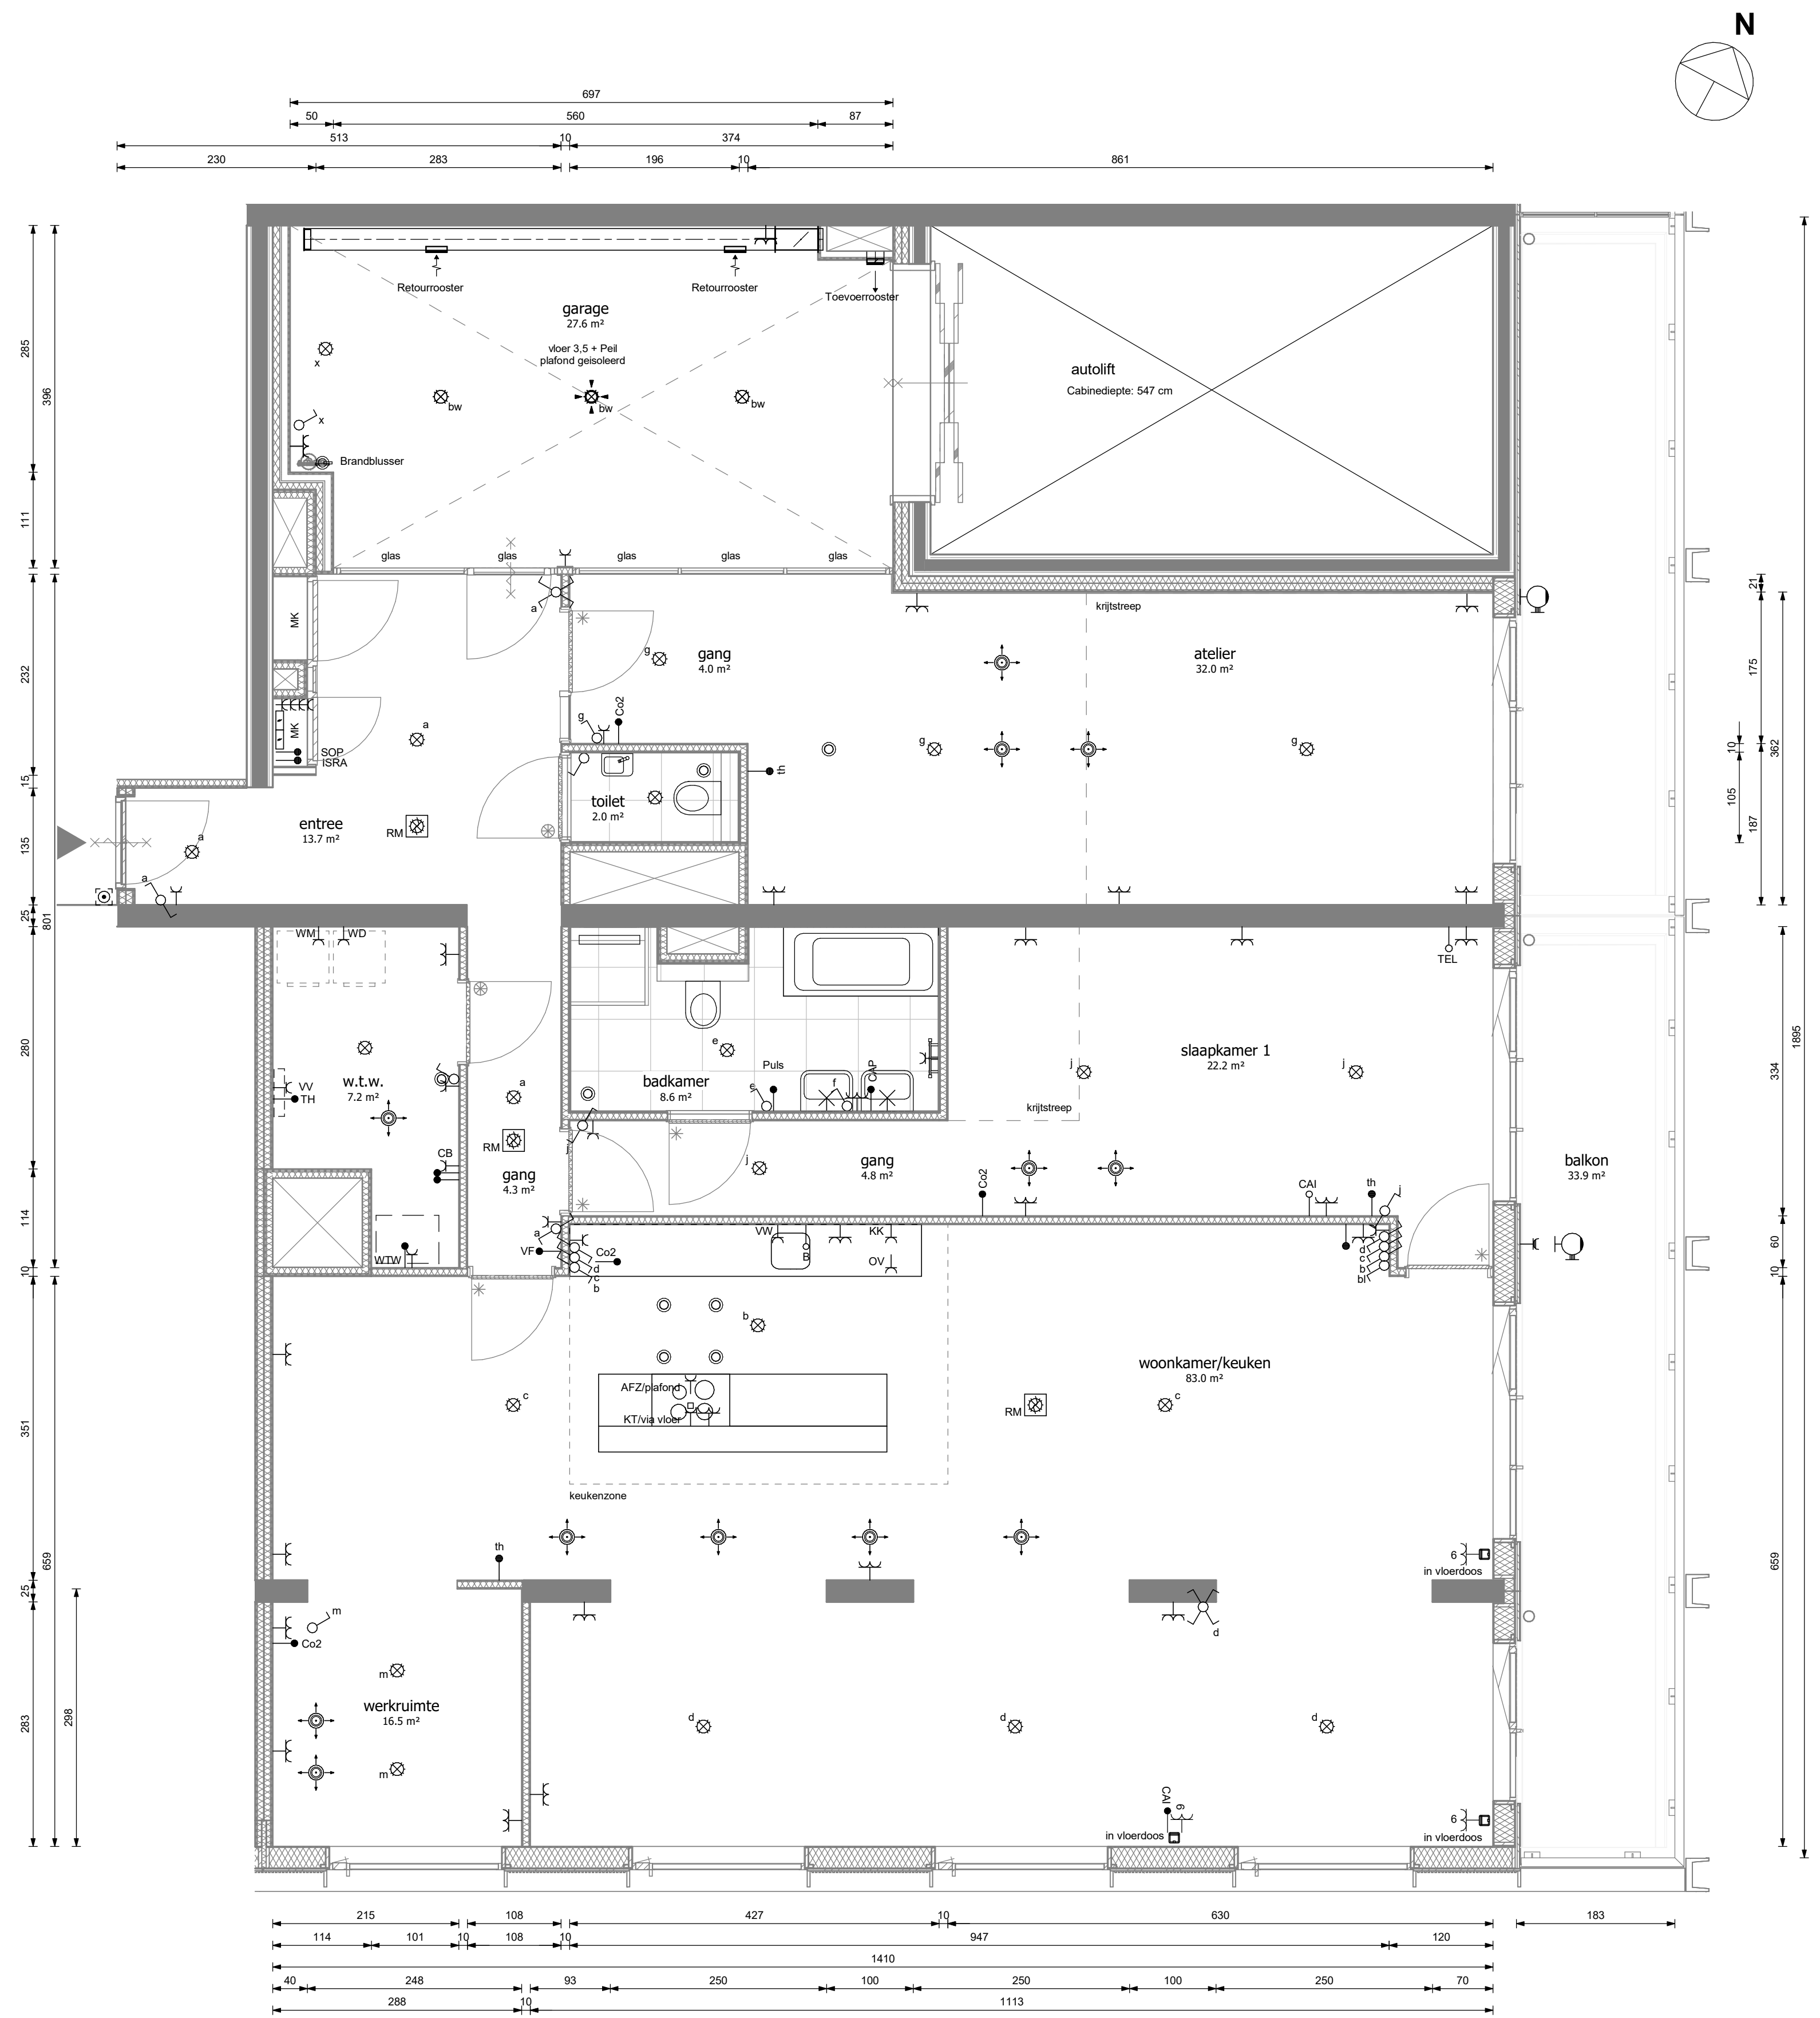 N
697
50 560 87
513 10 374
230 283 196 10 861
Retourrooster
Retourrooster
Toevoerrooster
garage
27.6 m²
vloer 3,5 + Peil
plafond geisoleerd
x
bw
bw
bw
x
Brandblusser
autolift
Cabinediepte: 547 cm
285
396
111
glas
glas
glas
glas
glas
a
MK
krijtstreep
21
g
gang
4.0 m²
atelier
32.0 m²
232
175
Co2
g
a
MK
SOP
ISRA
g
g
10
362
th
15
toilet
2.0 m²
105
entree
13.7 m²
RM
187
135
a
a
25
801
WM
WD
TEL
280
e
slaapkamer 1
22.2 m²
1895
334
j
j
Puls
CAP
badkamer
8.6 m²
e
f
w.t.w.
7.2 m²
VV
TH
a
krijtstreep
RM
j
CB
gang
4.3 m²
j
gang
4.8 m²
balkon
33.9 m²
Co2
CAI
th
j
114
60
a
VF
WTW
Co2
d
c
b
VW
B
KK
OV
d
c
b
bl
10
10
b
woonkamer/keuken
83.0 m²
AFZ/plafond
KT/via vloer
c
RM
c
351
keukenzone
659
659
th
6
in vloerdoos
25
m
Co2
d
m
werkruimte
16.5 m²
d
d
d
283
298
m
CAI
6
in vloerdoos
6
in vloerdoos
215 108 427 10 630 183
114 101 10 108 10 947 120
1410
40 248 93 250 100 250 100 250 70
288 10 1113